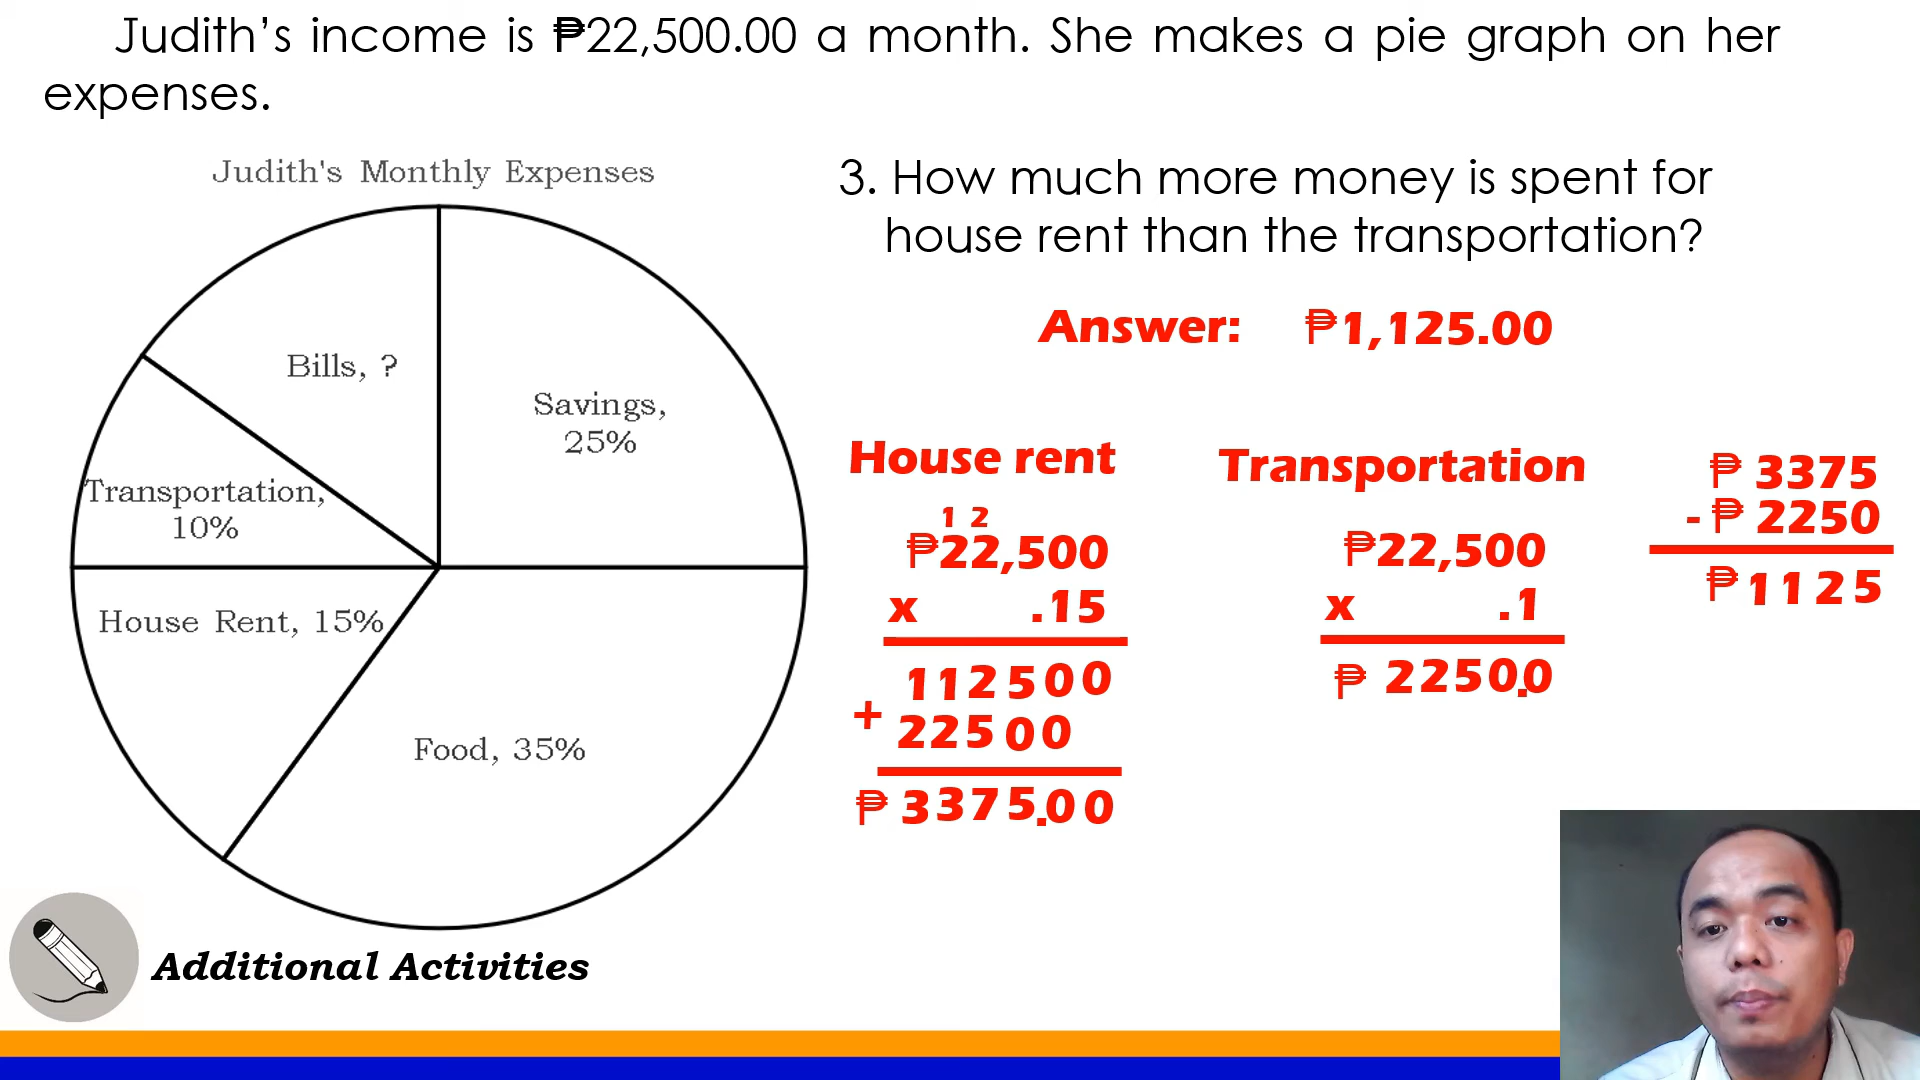 Judith’s income is ₱22,500.00 a month. She makes a pie graph on her
expenses.
Judith's Monthly Expenses
Bills, ?
Savings,
25%
Transportation,
10%
House Rent, 15%
Food, 35%
3. How much more money is spent for
house rent than the transportation?
Answer: ₱1,125.00
House rent
1 2
₱22,500
x .15
112500
+ 22500
₱ 3375.00
Transportation
₱22,500
x .1
₱ 2250.0
₱ 3375
- ₱ 2250
₱ 1125
Additional Activities